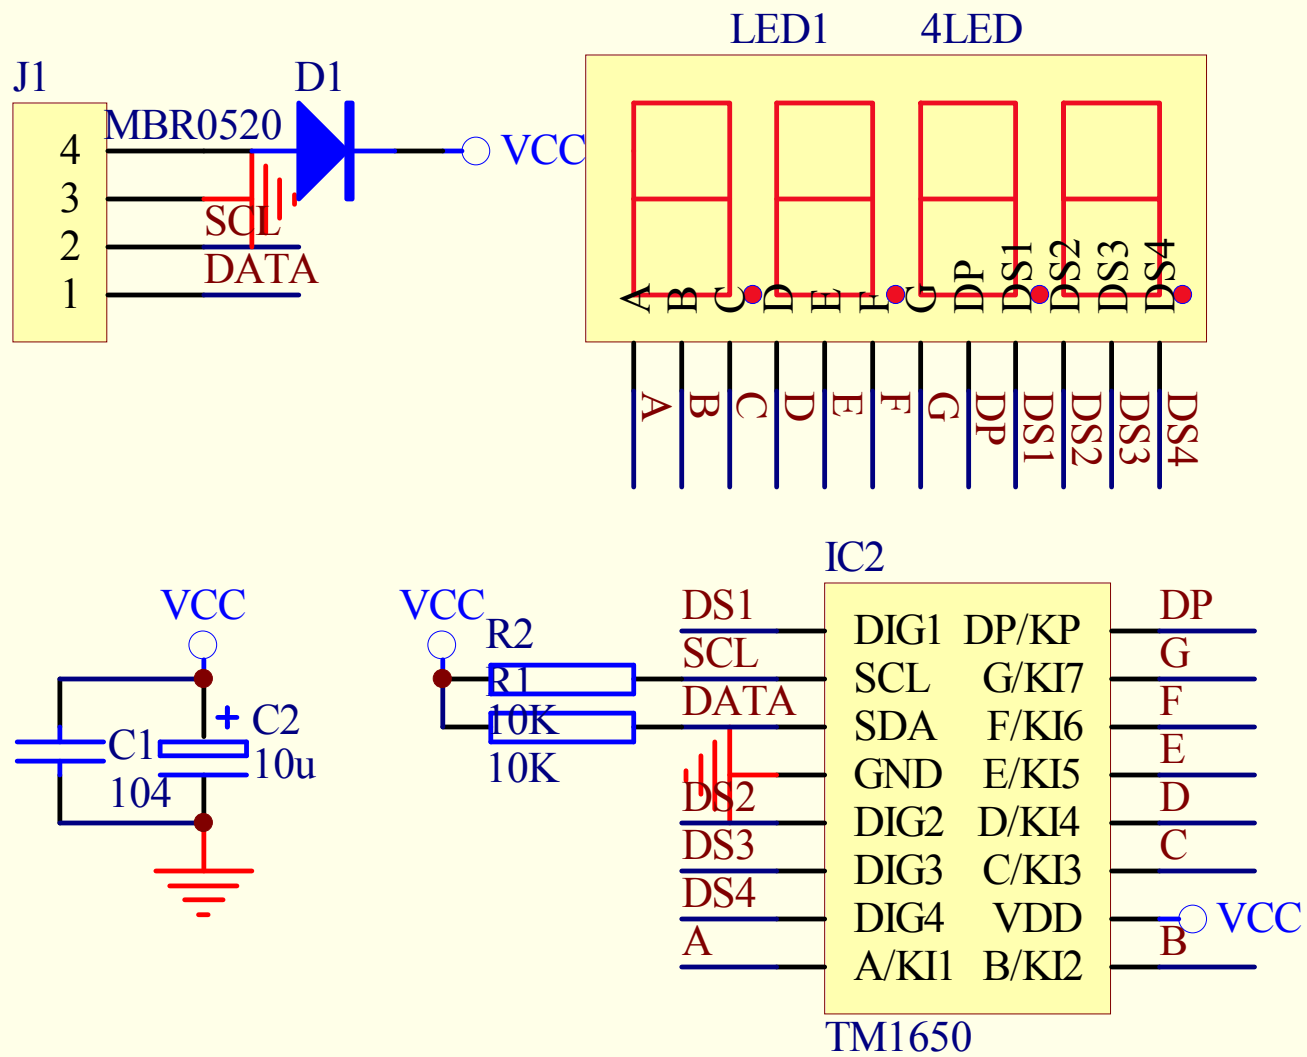 LED1 4LED
J1
D1
MBR0520
4
3
2
1
SCL
DATA
VCC
A B C D E F G DP DS1 DS2 DS3 DS4
A B C D E F G DP DS1 DS2 DS3 DS4
VCC
C1
104
C2
10u
VCC
R2
R1
10K
10K
IC2
DS1 DIG1 DP/KP DP
SCL SCL G/KI7 G
DATA SDA F/KI6 F
GND E/KI5 E
DS2 DIG2 D/KI4 D
DS3 DIG3 C/KI3 C
DS4 DIG4 VDD VCC
A A/KI1 B/KI2 B
TM1650